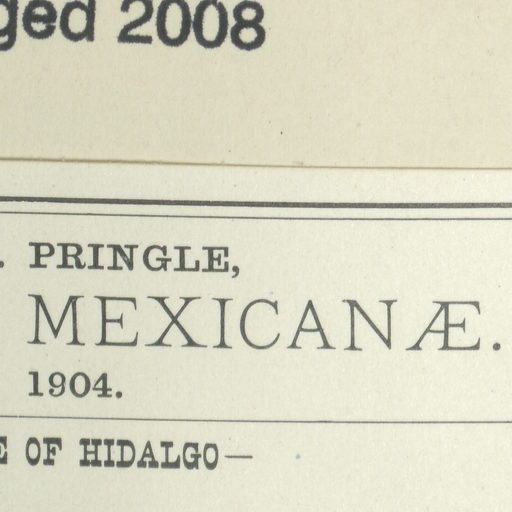 ged 2008
. PRINGLE,
MEXICANÆ.
1904.
E OF HIDALGO—